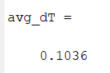 avg_dT =
0.1036